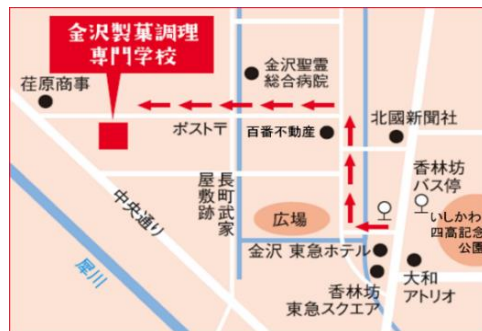 金沢製菓調理
専門学校
荏原商事
金沢聖霊
総合病院
北國新聞社
ポスト〒
百番不動産
香林坊
バス停
長町武家
屋敷跡
広場
いしかわ
四高記念
公園
中央通り
金沢 東急ホテル
犀川
大和
アトリオ
香林坊
東急スクエア